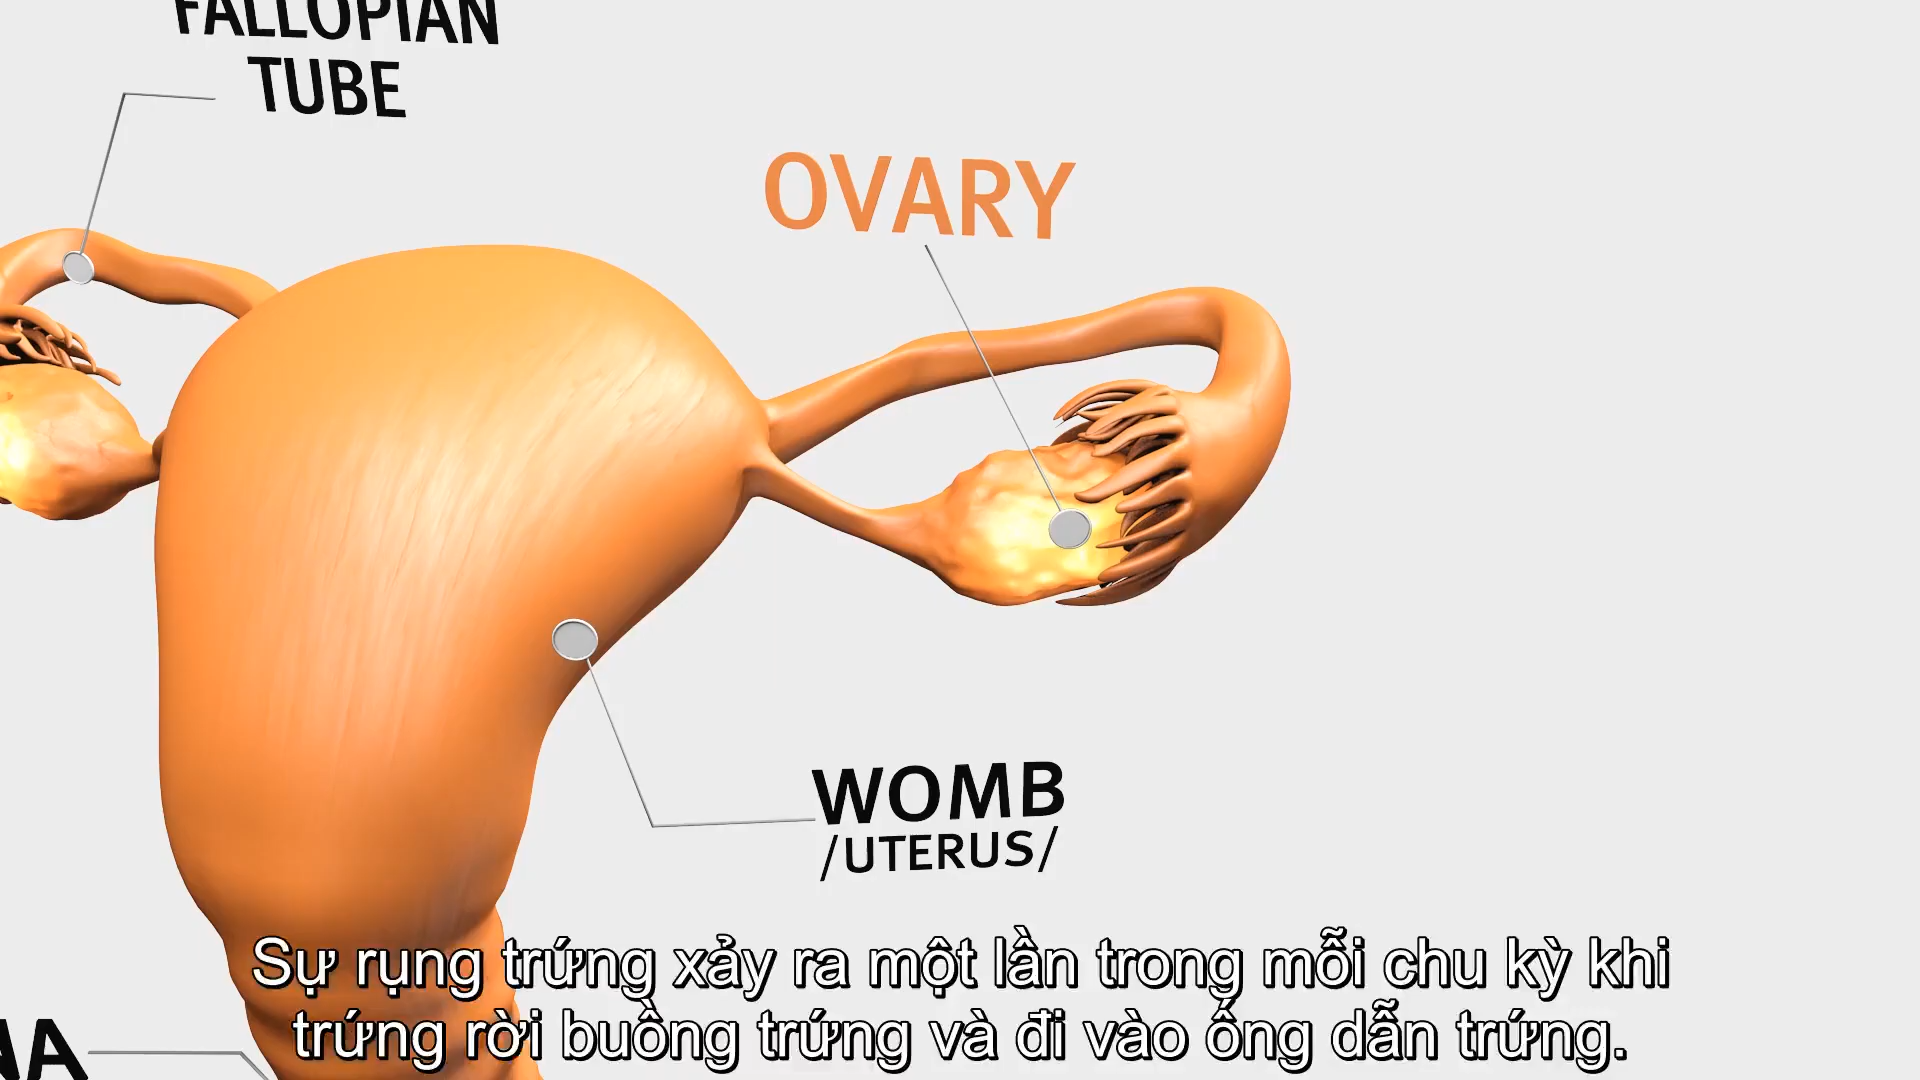 FALLOPIAN
TUBE
OVARY
WOMB
/UTERUS/
Sự rụng trứng xảy ra một lần trong mỗi chu kỳ khi
trứng rời buồng trứng và đi vào ống dẫn trứng.